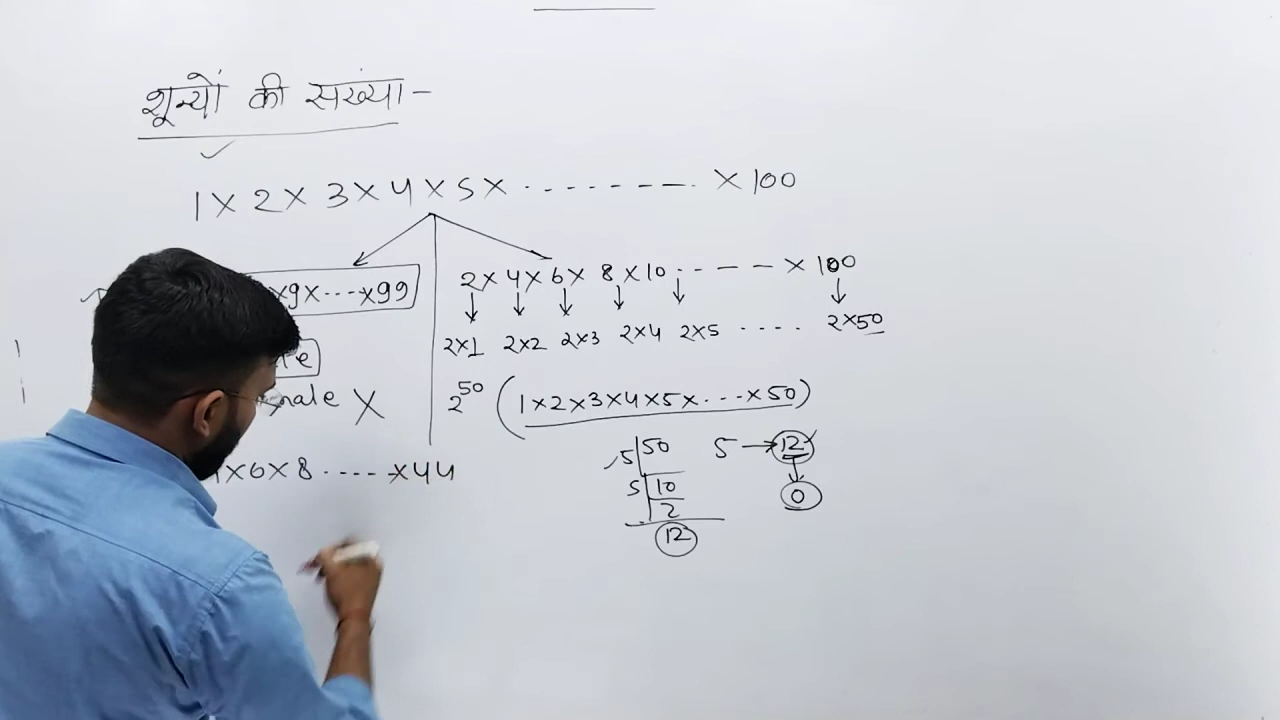 शून्यों की सख्ंया-
1 × 2 × 3 × 4 × 5 × -------- × 100
×9×---×99
2 × 4 × 6 × 8 × 10 ----- × 100
2×1 2×2 2×3 2×4 2×5 .... 2×50
male ×
2^50 (1×2×3×4×5×...×50)
5 50 5 → 12
5 10 0
2
12
×6×8 ----- ×44